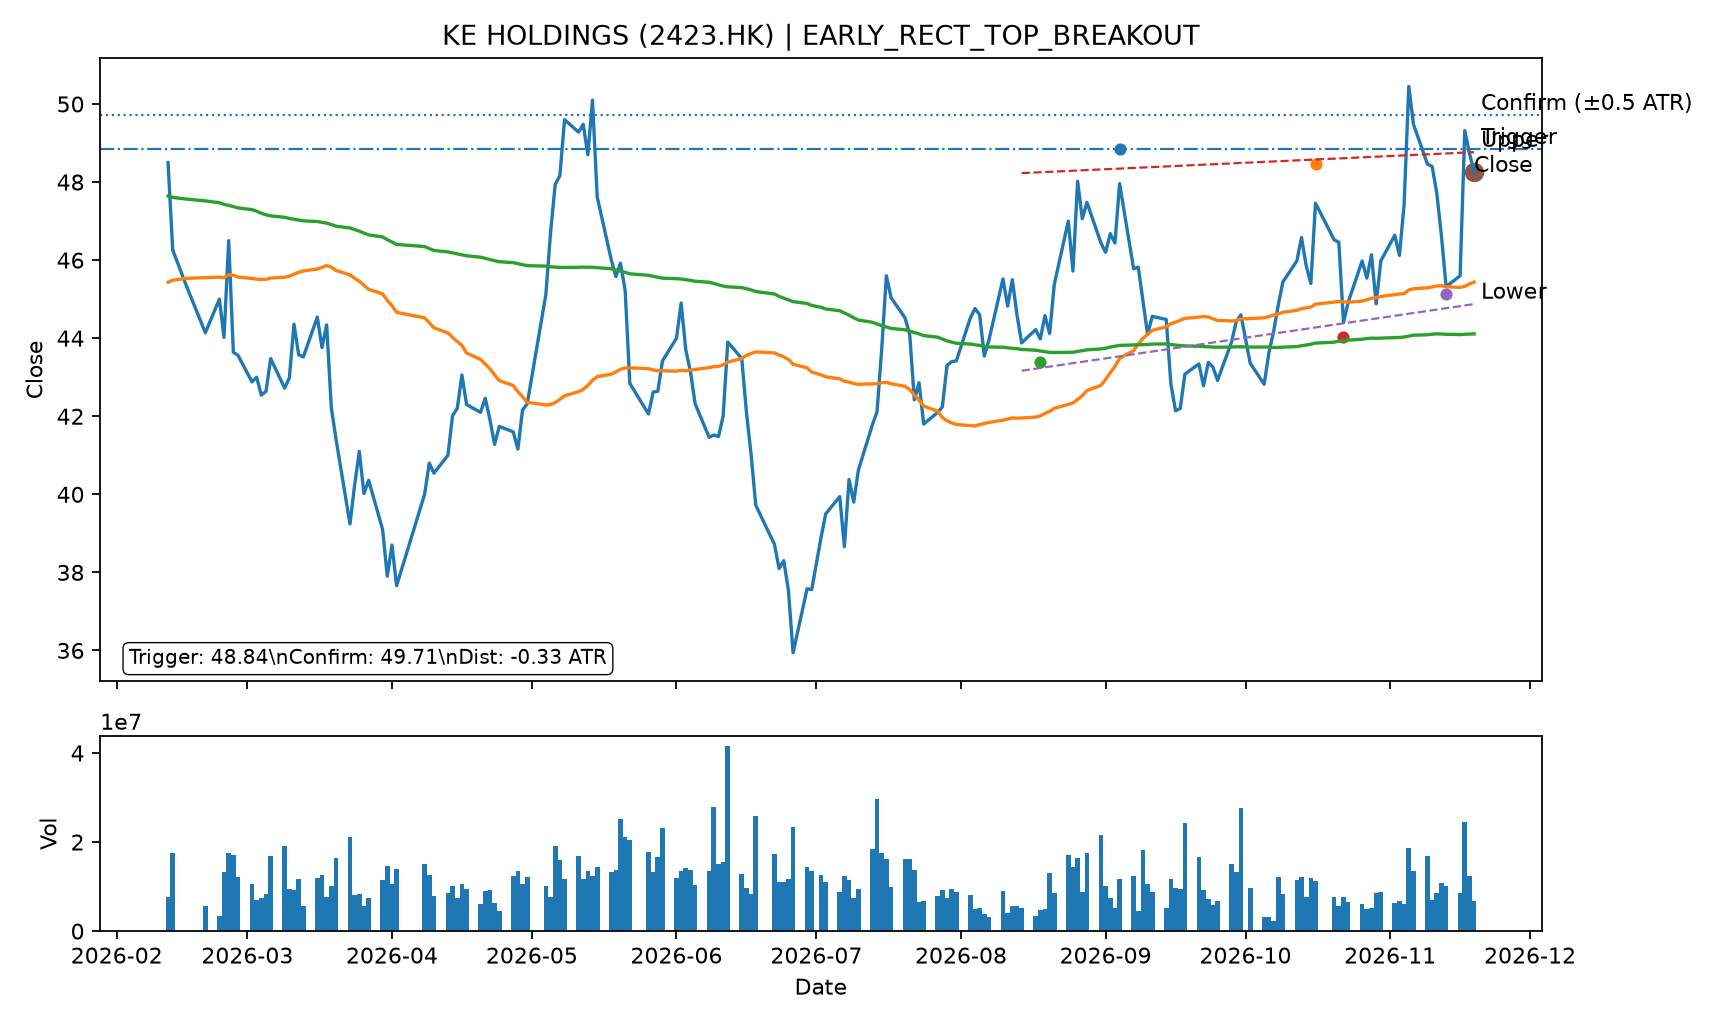 KE HOLDINGS (2423.HK) | EARLY_RECT_TOP_BREAKOUT
Close
50
48
46
44
42
40
38
36
Confirm (±0.5 ATR)
Trigger
Upper
Close
Lower
Trigger: 48.84\nConfirm: 49.71\nDist: -0.33 ATR
1e7
Vol
4
2
0
2026-02
2026-03
2026-04
2026-05
2026-06
2026-07
2026-08
2026-09
2026-10
2026-11
2026-12
Date